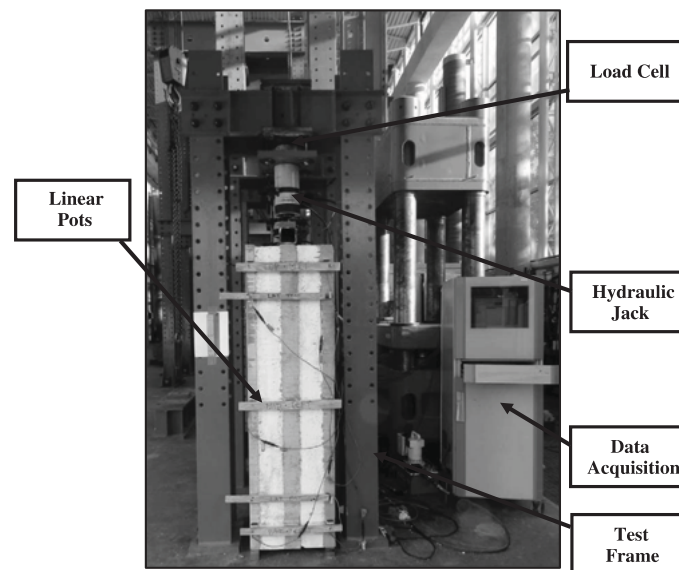 Load Cell
Linear
Pots
Hydraulic
Jack
Data
Acquisition
Test
Frame